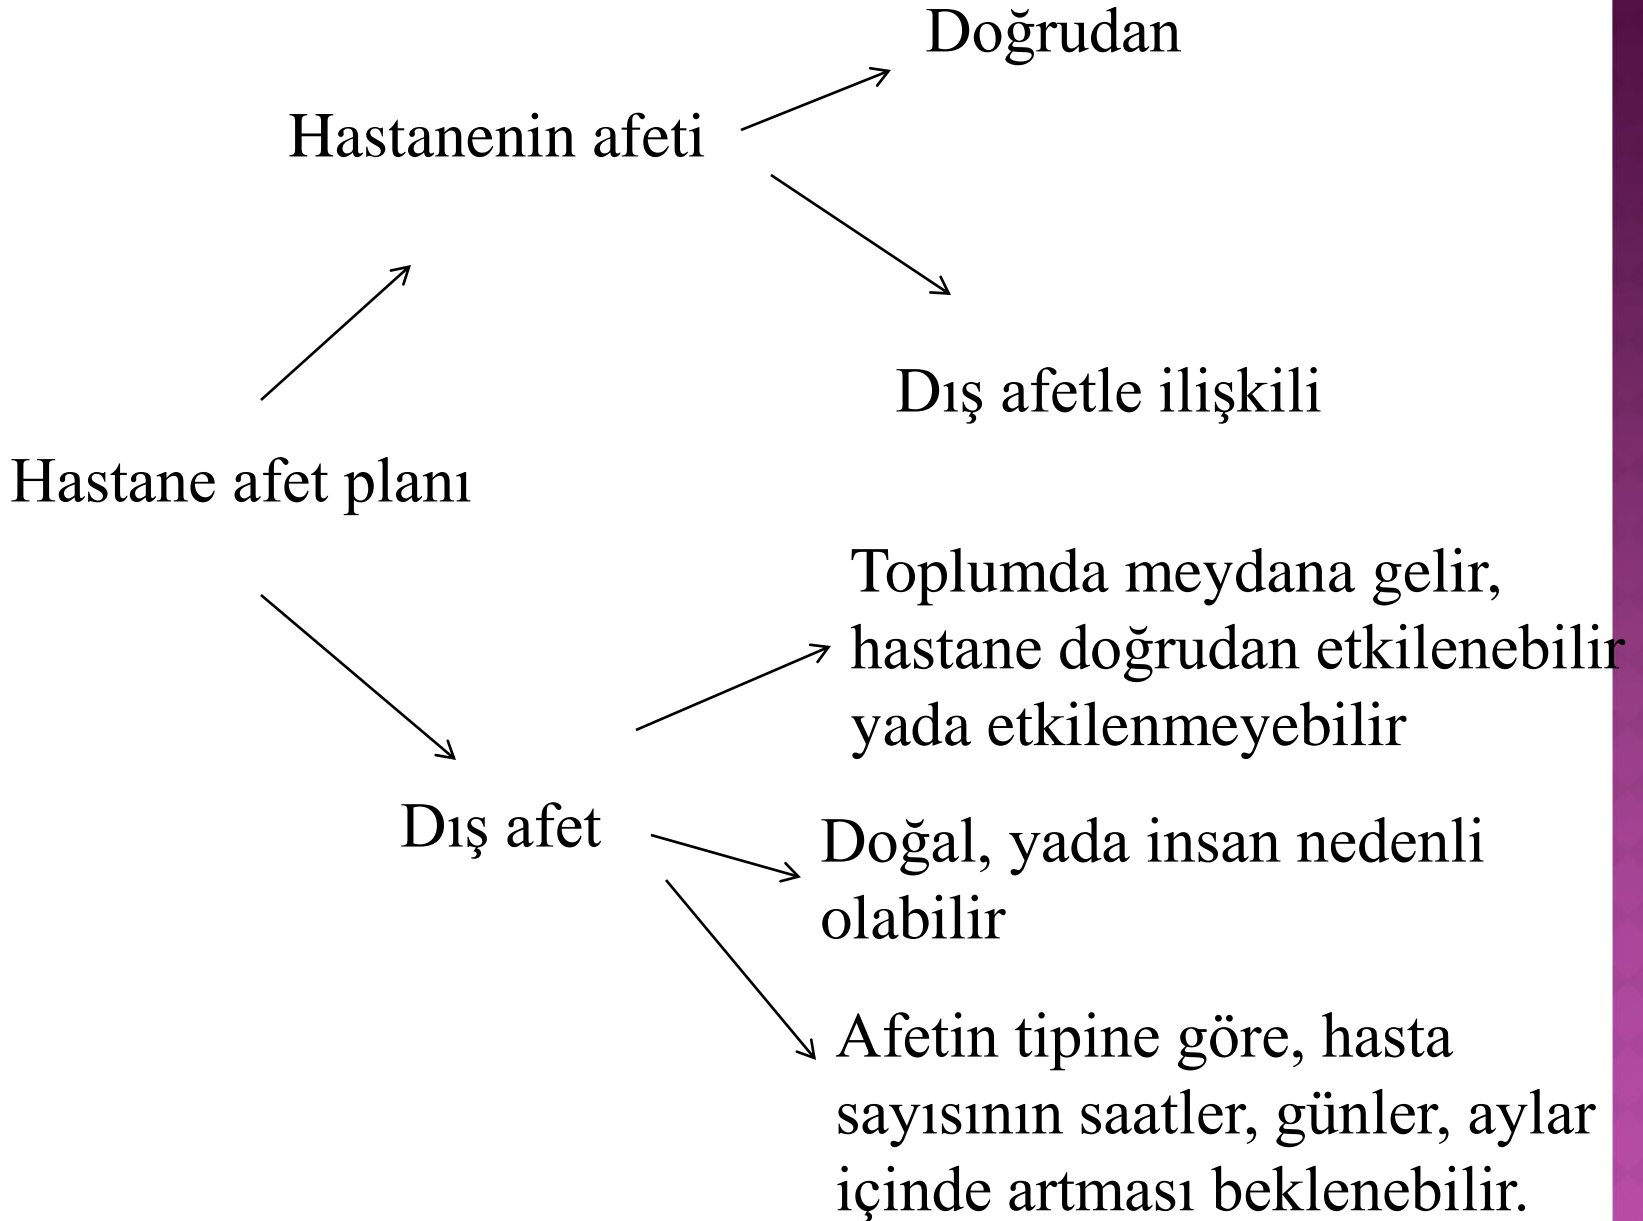 Doğrudan
Hastanenin afeti
Dış afetle ilişkili
Hastane afet planı
Toplumda meydana gelir,
hastane doğrudan etkilenebilir
yada etkilenmeyebilir
Dış afet
Doğal, yada insan nedenli
olabilir
Afetin tipine göre, hasta
sayısının saatler, günler, aylar
içinde artması beklenebilir.